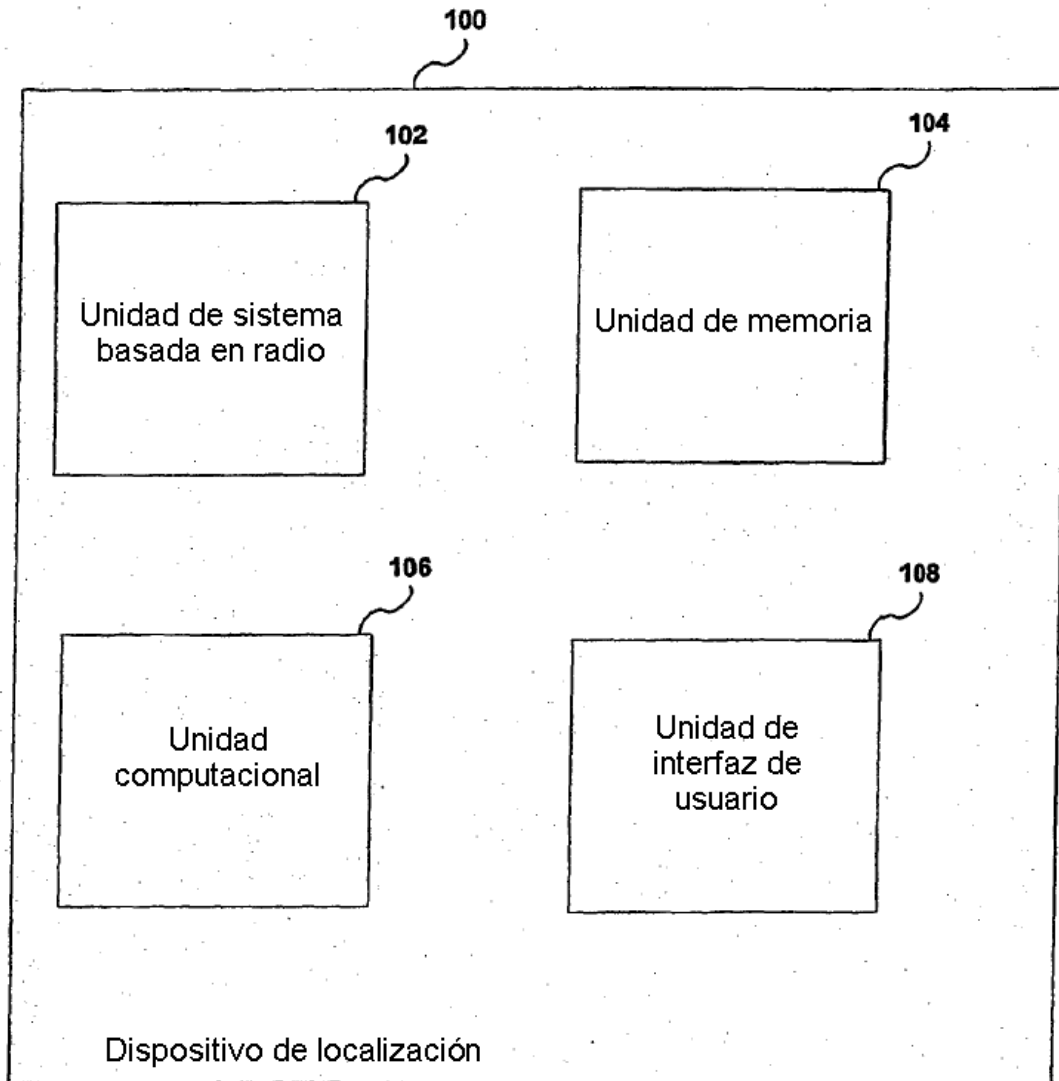 100
102
104
Unidad de sistema
basada en radio
Unidad de memoria
106
108
Unidad
computacional
Unidad de
interfaz de
usuario
Dispositivo de localización